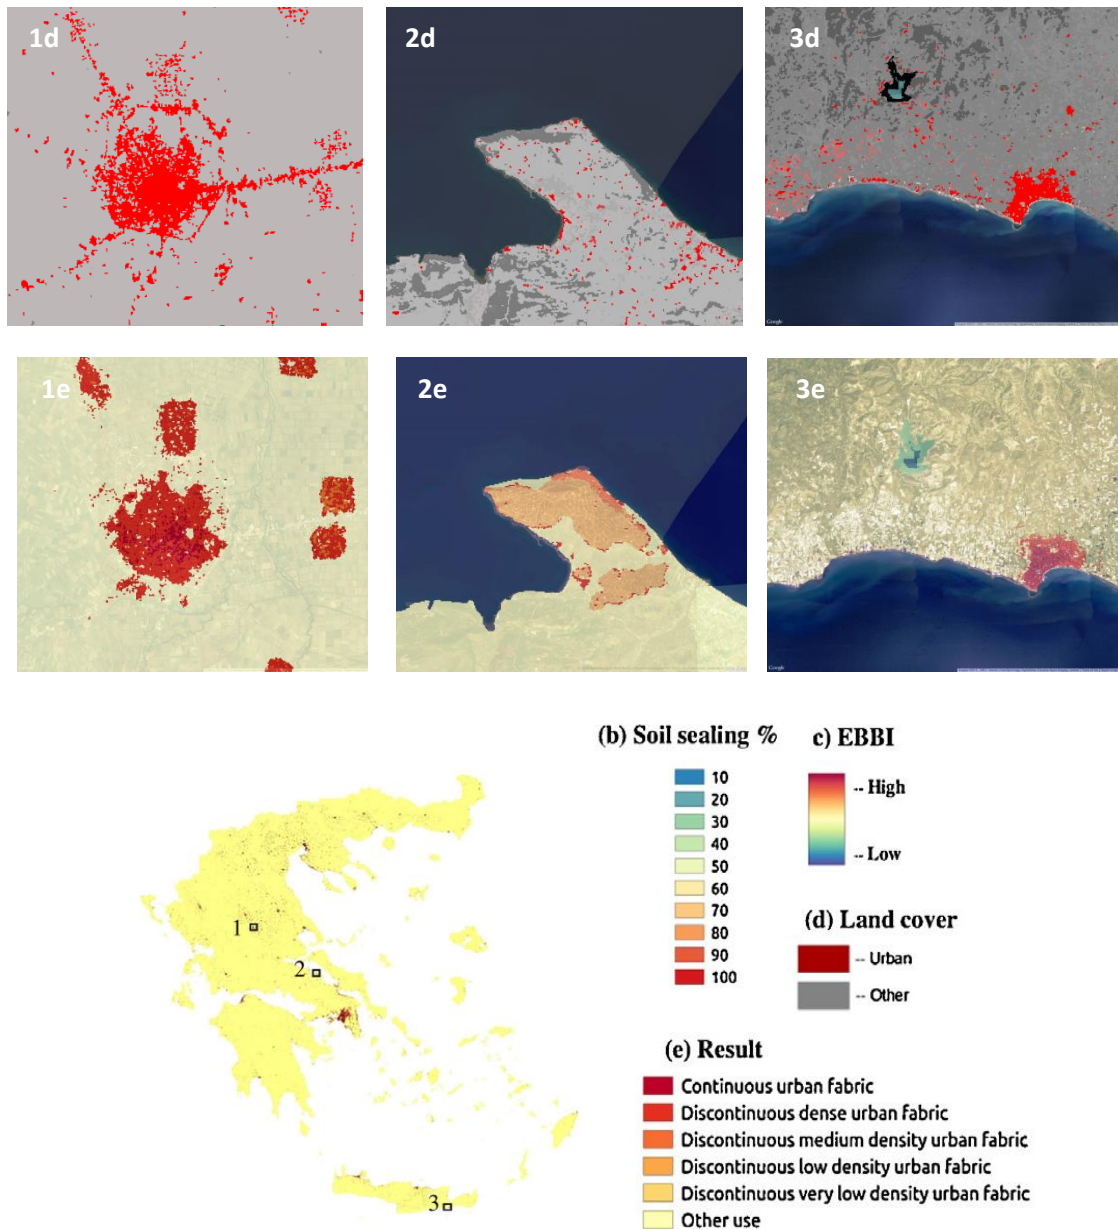 1d
2d
3d
Google
1e
2e
3e
Google
(b) Soil sealing %
10
20
30
40
50
60
70
80
90
100
c) EBBI
-- High
-- Low
(d) Land cover
-- Urban
-- Other
1
2
3
(e) Result
Continuous urban fabric
Discontinuous dense urban fabric
Discontinuous medium density urban fabric
Discontinuous low density urban fabric
Discontinuous very low density urban fabric
Other use